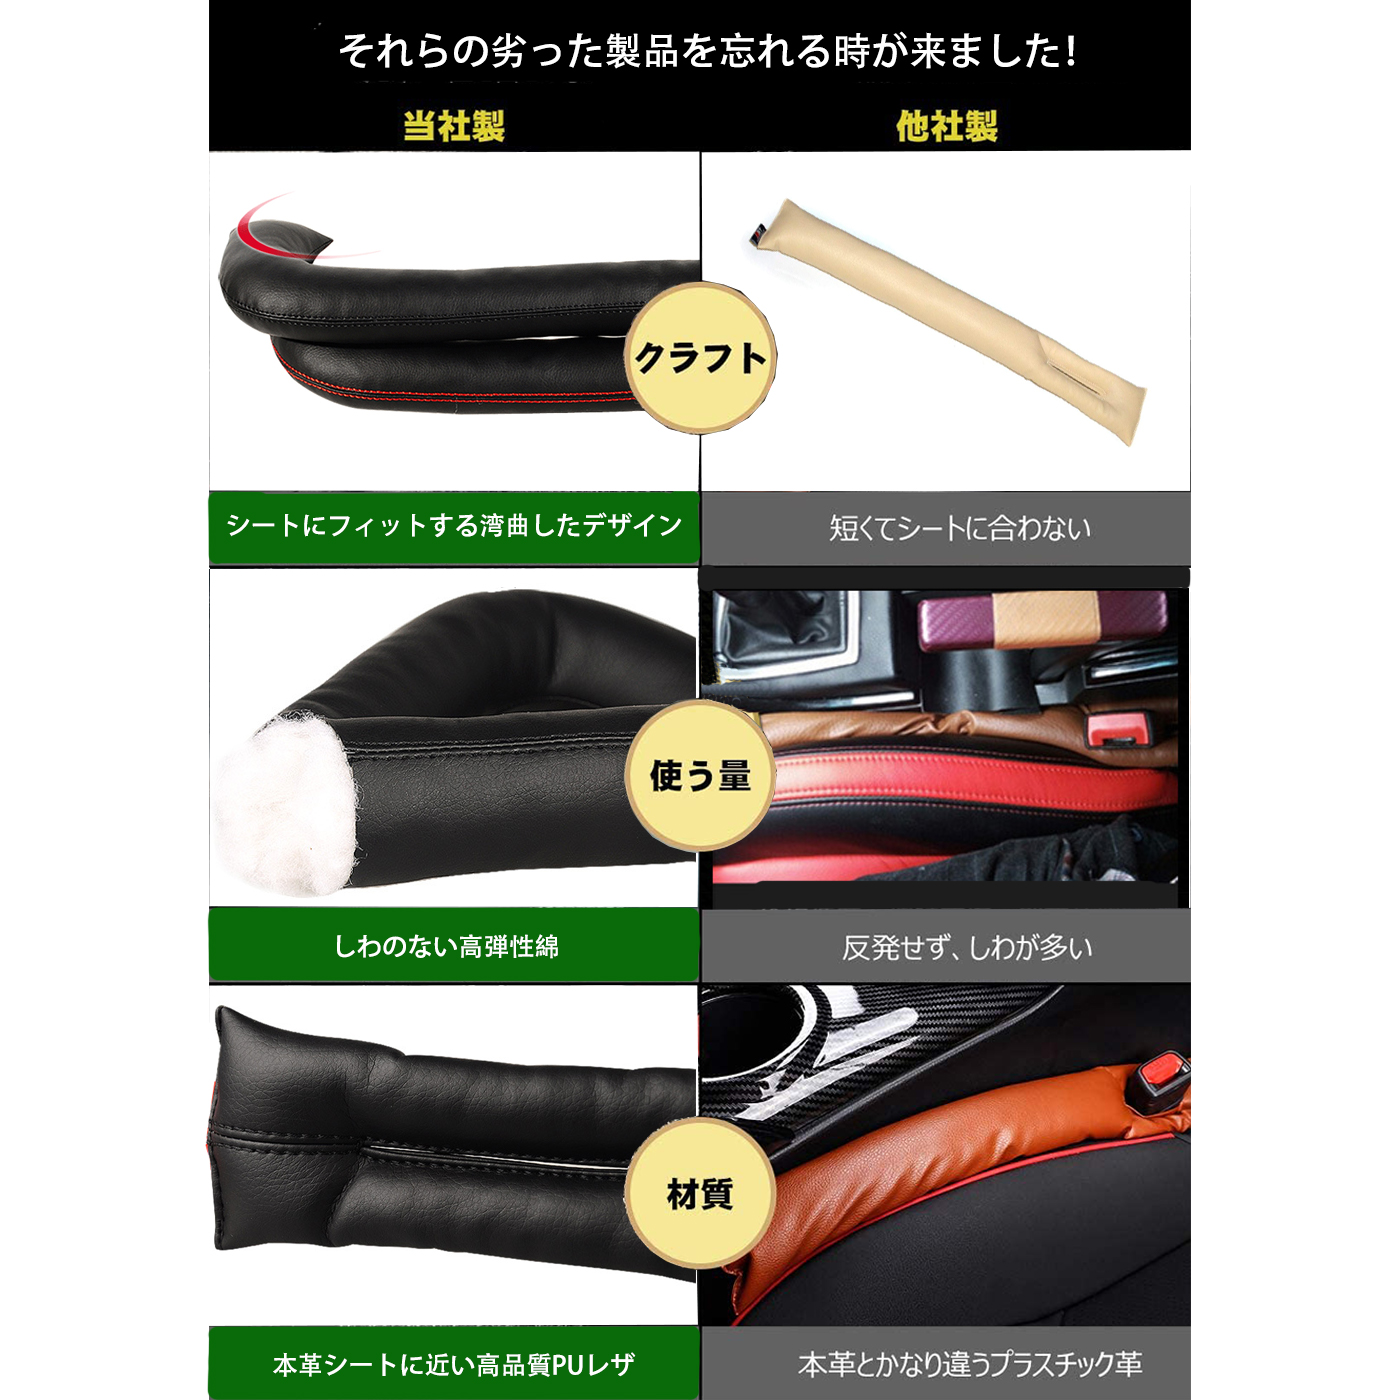 それらの劣った製品を忘れる時が来ました!
当社製
他社製
クラフト
シートにフィットする湾曲したデザイン
短くてシートに合わない
使う量
しわのない高弾性綿
反発せず、しわが多い
材質
本革シートに近い高品質PUレザ
本革とかなり違うプラスチック革